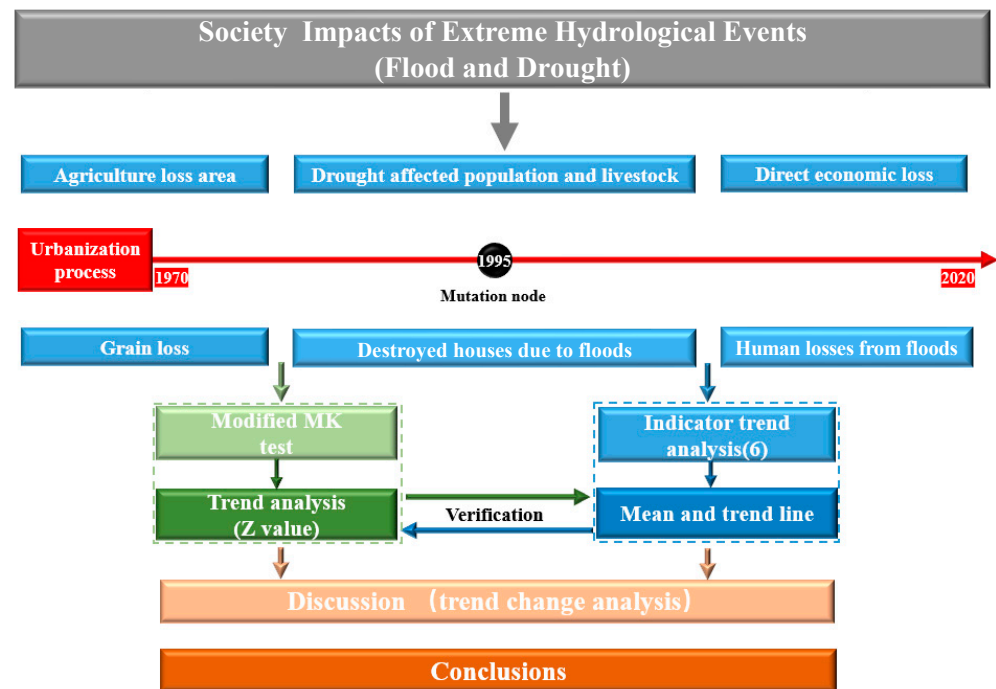 Society Impacts of Extreme Hydrological Events
(Flood and Drought)
Agriculture loss area
Drought affected population and livestock
Direct economic loss
Urbanization
process
1970
1995
2020
Mutation node
Grain loss
Destroyed houses due to floods
Human losses from floods
Modified MK
test
Indicator trend
analysis(6)
Trend analysis
(Z value)
Verification
Mean and trend line
Discussion （trend change analysis）
Conclusions